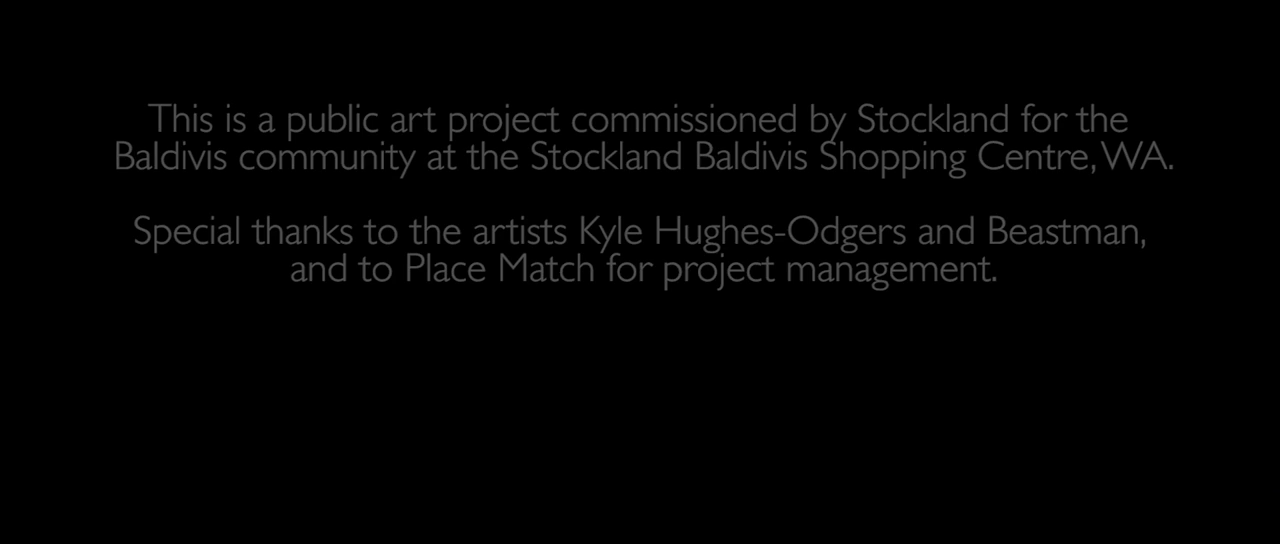 This is a public art project commissioned by Stockland for the
Baldivis community at the Stockland Baldivis Shopping Centre, WA.
Special thanks to the artists Kyle Hughes-Odgers and Beastman,
and to Place Match for project management.